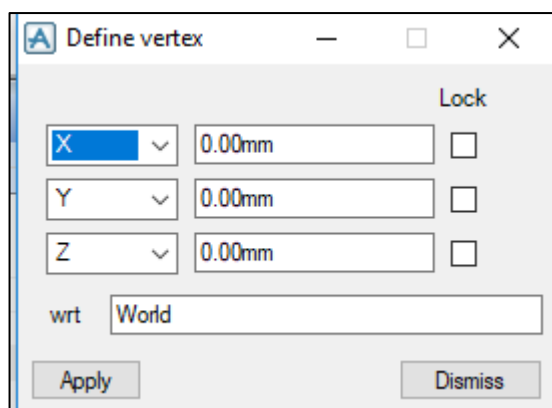 Define vertex
Lock
X 0.00mm
Y 0.00mm
Z 0.00mm
wrt World
Apply Dismiss